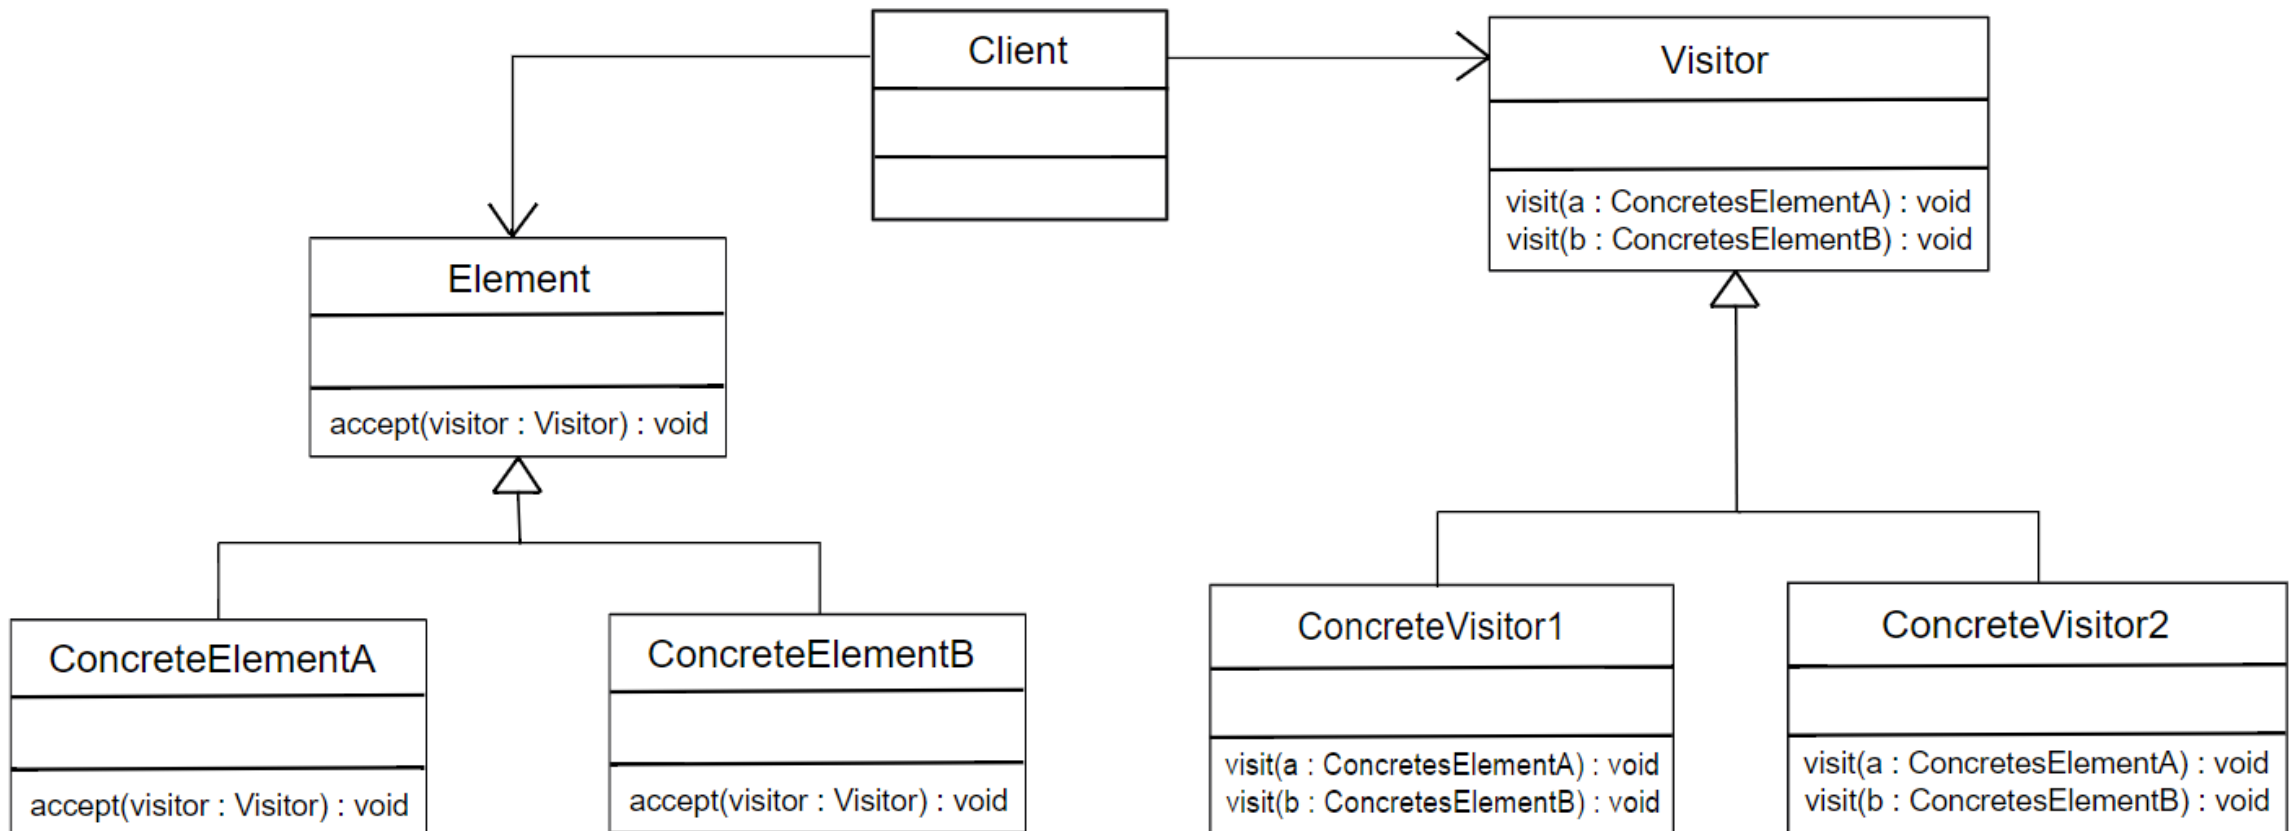 Client
Visitor
visit(a : ConcretesElementA) : void
visit(b : ConcretesElementB) : void
Element
accept(visitor : Visitor) : void
ConcreteElementA
accept(visitor : Visitor) : void
ConcreteElementB
accept(visitor : Visitor) : void
ConcreteVisitor1
visit(a : ConcretesElementA) : void
visit(b : ConcretesElementB) : void
ConcreteVisitor2
visit(a : ConcretesElementA) : void
visit(b : ConcretesElementB) : void